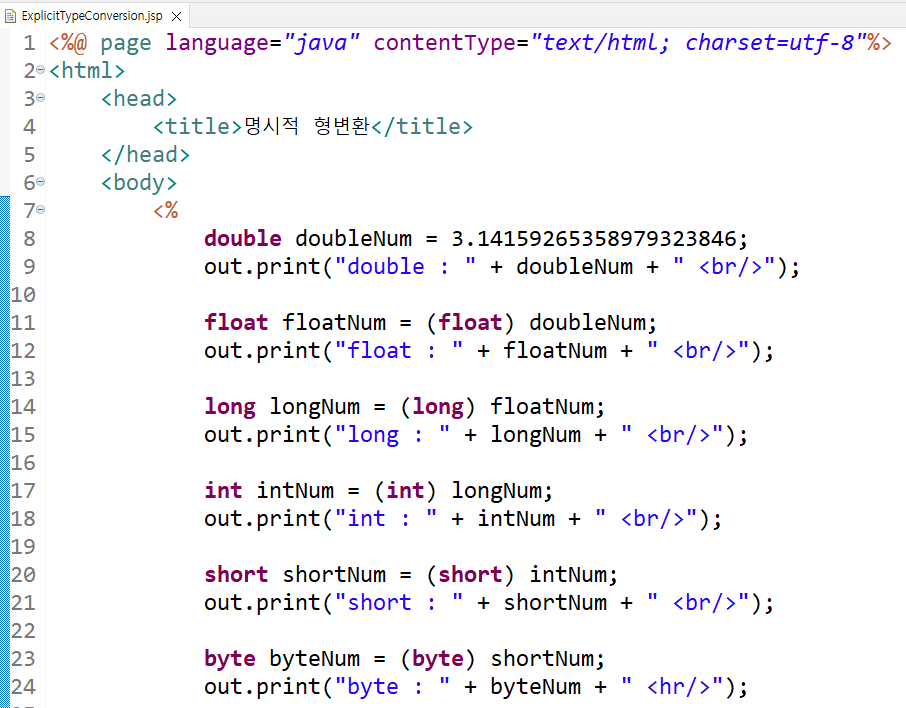 ExplicitTypeConversion.jsp
1 <%@ page language="java" contentType="text/html; charset=utf-8"%>
2 <html>
3     <head>
4         <title>명시적 형변환</title>
5     </head>
6     <body>
7         <%
8             double doubleNum = 3.14159265358979323846;
9             out.print("double : " + doubleNum + " <br/>");
10
11             float floatNum = (float) doubleNum;
12             out.print("float : " + floatNum + " <br/>");
13
14             long longNum = (long) floatNum;
15             out.print("long : " + longNum + " <br/>");
16
17             int intNum = (int) longNum;
18             out.print("int : " + intNum + " <br/>");
19
20             short shortNum = (short) intNum;
21             out.print("short : " + shortNum + " <br/>");
22
23             byte byteNum = (byte) shortNum;
24             out.print("byte : " + byteNum + " <hr/>");